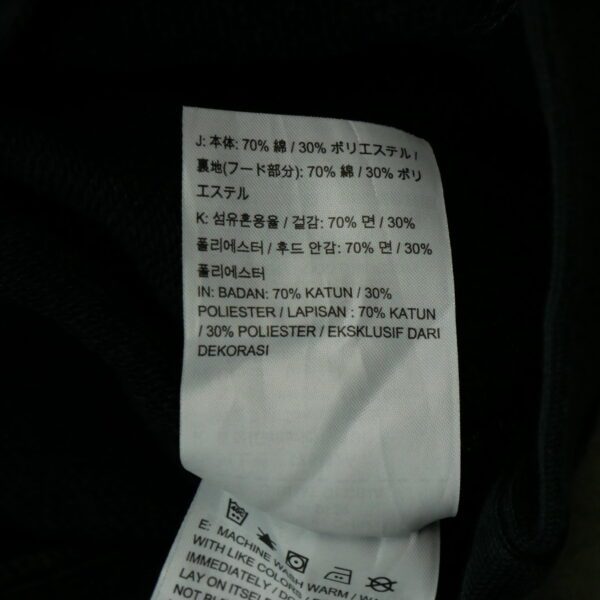 J: 本体: 70% 綿 / 30% ポリエステル /
裏地(フード部分): 70% 綿 / 30% ポリ
エステル
K: 섬유혼용율 / 겉감: 70% 면 / 30%
폴리에스터 / 후드 안감: 70% 면 / 30%
폴리에스터
IN: BADAN: 70% KATUN / 30%
POLIESTER / LAPISAN : 70% KATUN
/ 30% POLIESTER / EKSKLUSIF DARI
DEKORASI
E: MACHINE WASH WARM
WITH LIKE COLORS
IMMEDIATELY
LAY ON ITSELF
NOT